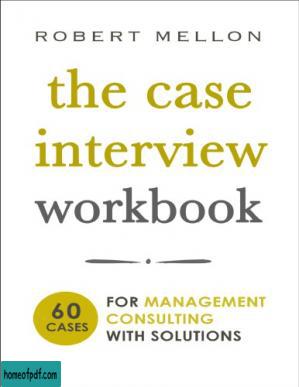 ROBERT MELLON
the case
interview
workbook
60
CASES
FOR MANAGEMENT
CONSULTING
WITH SOLUTIONS
homeofpdf.com